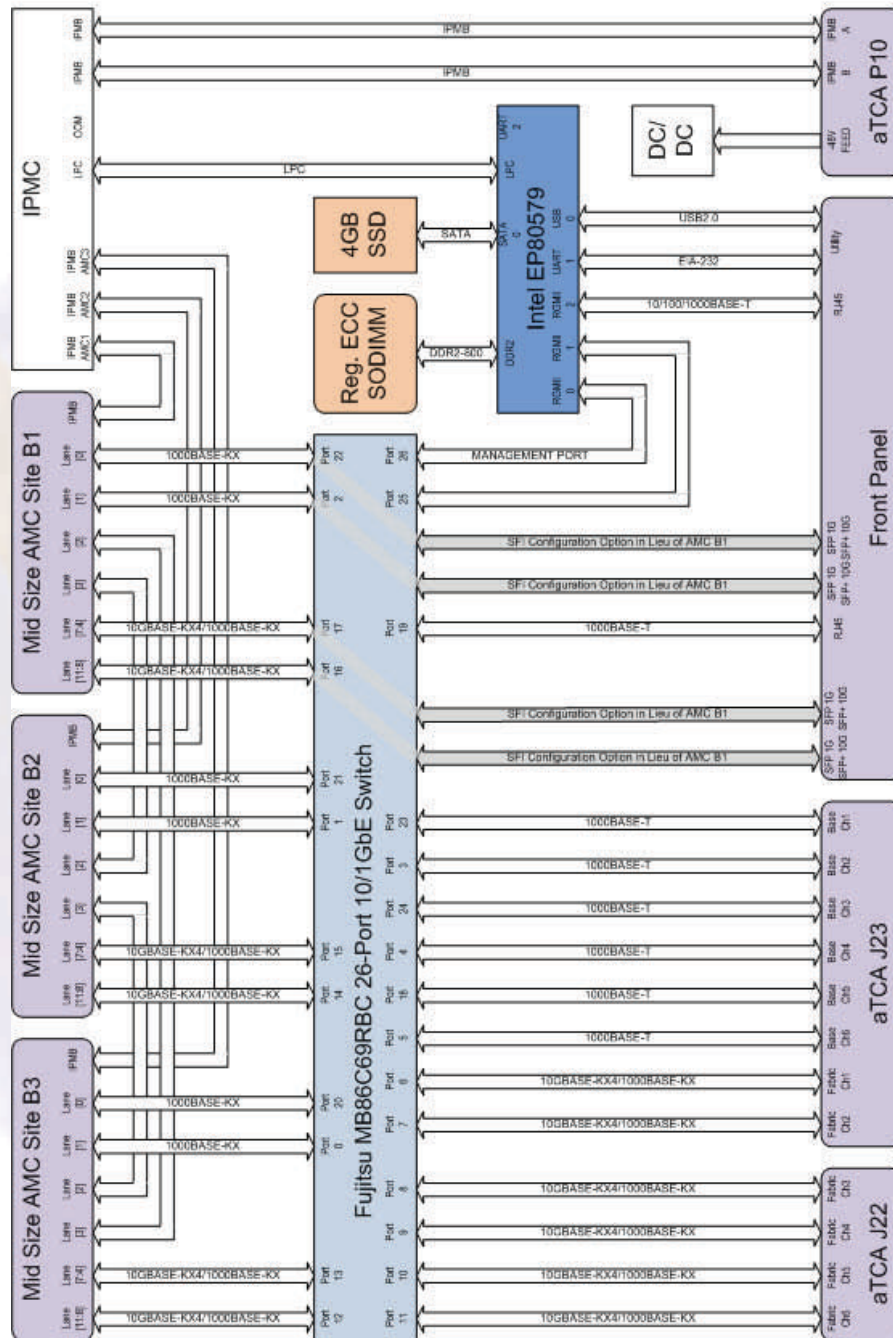 IPMC
IPMB
IPMB
COM
LPC
IPMB
AMC3
IPMB
AMC2
IPMB
AMC1
IPMB
IPMB
LPC
aTCA P10
IPMB
A
IPMB
B
-48V
FEED
DC/
DC
4GB
SSD
SATA
Reg. ECC
SODIMM
DDR2-800
Intel EP80579
UART
2
LPC
SATA
0
DDR2
USB
0
UART
1
RGMII
2
RGMII
1
RGMII
0
USB2.0
EIA-232
10/100/1000BASE-T
MANAGEMENT PORT
Front Panel
Utility
RJ45
SFP 1G
SFP+ 10G
SFP 1G
SFP+ 10G
RJ45
SFP 1G
SFP+ 10G
SFP 1G
SFP+ 10G
SFI Configuration Option in Lieu of AMC B1
SFI Configuration Option in Lieu of AMC B1
1000BASE-T
SFI Configuration Option in Lieu of AMC B1
SFI Configuration Option in Lieu of AMC B1
Mid Size AMC Site B1
IPMB
Lane
[0]
Lane
[1]
Lane
[2]
Lane
[3]
Lane
[7:4]
Lane
[11:8]
1000BASE-KX
1000BASE-KX
10GBASE-KX4/1000BASE-KX
10GBASE-KX4/1000BASE-KX
Mid Size AMC Site B2
IPMB
Lane
[0]
Lane
[1]
Lane
[2]
Lane
[3]
Lane
[7:4]
Lane
[11:8]
1000BASE-KX
1000BASE-KX
10GBASE-KX4/1000BASE-KX
10GBASE-KX4/1000BASE-KX
Mid Size AMC Site B3
IPMB
Lane
[0]
Lane
[1]
Lane
[2]
Lane
[3]
Lane
[7:4]
Lane
[11:8]
1000BASE-KX
1000BASE-KX
10GBASE-KX4/1000BASE-KX
10GBASE-KX4/1000BASE-KX
Fujitsu MB86C69RBC 26-Port 10/1GbE Switch
Port
22
Port
2
Port
17
Port
16
Port
21
Port
1
Port
15
Port
14
Port
20
Port
0
Port
13
Port
12
Port
26
Port
25
Port
19
Port
23
Port
3
Port
24
Port
4
Port
18
Port
5
Port
6
Port
7
Port
8
Port
9
Port
10
Port
11
1000BASE-T
1000BASE-T
1000BASE-T
1000BASE-T
1000BASE-T
1000BASE-T
10GBASE-KX4/1000BASE-KX
10GBASE-KX4/1000BASE-KX
10GBASE-KX4/1000BASE-KX
10GBASE-KX4/1000BASE-KX
10GBASE-KX4/1000BASE-KX
10GBASE-KX4/1000BASE-KX
aTCA J23
Base
Ch1
Base
Ch2
Base
Ch3
Base
Ch4
Base
Ch5
Base
Ch6
Fabric
Ch1
Fabric
Ch2
aTCA J22
Fabric
Ch3
Fabric
Ch4
Fabric
Ch5
Fabric
Ch6